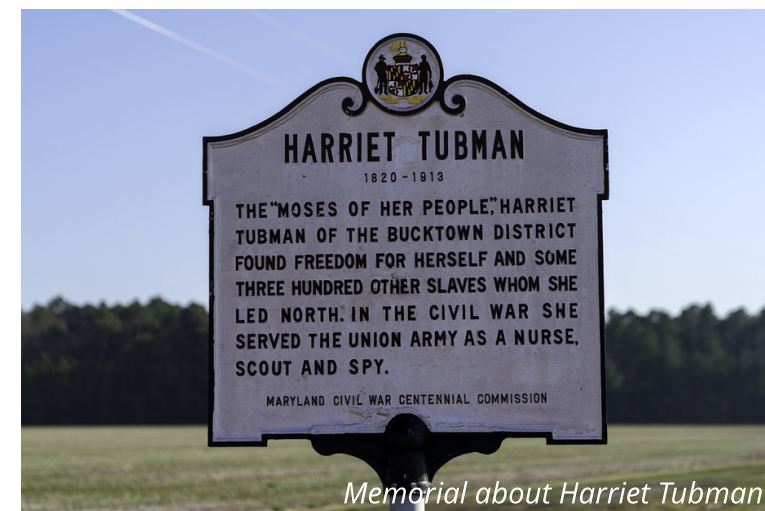 HARRIET TUBMAN
1820-1913
THE "MOSES OF HER PEOPLE," HARRIET
TUBMAN OF THE BUCKTOWN DISTRICT
FOUND FREEDOM FOR HERSELF AND SOME
THREE HUNDRED OTHER SLAVES WHOM SHE
LED NORTH. IN THE CIVIL WAR SHE
SERVED THE UNION ARMY AS A NURSE,
SCOUT AND SPY.
MARYLAND CIVIL WAR CENTENNIAL COMMISSION
Memorial about Harriet Tubman